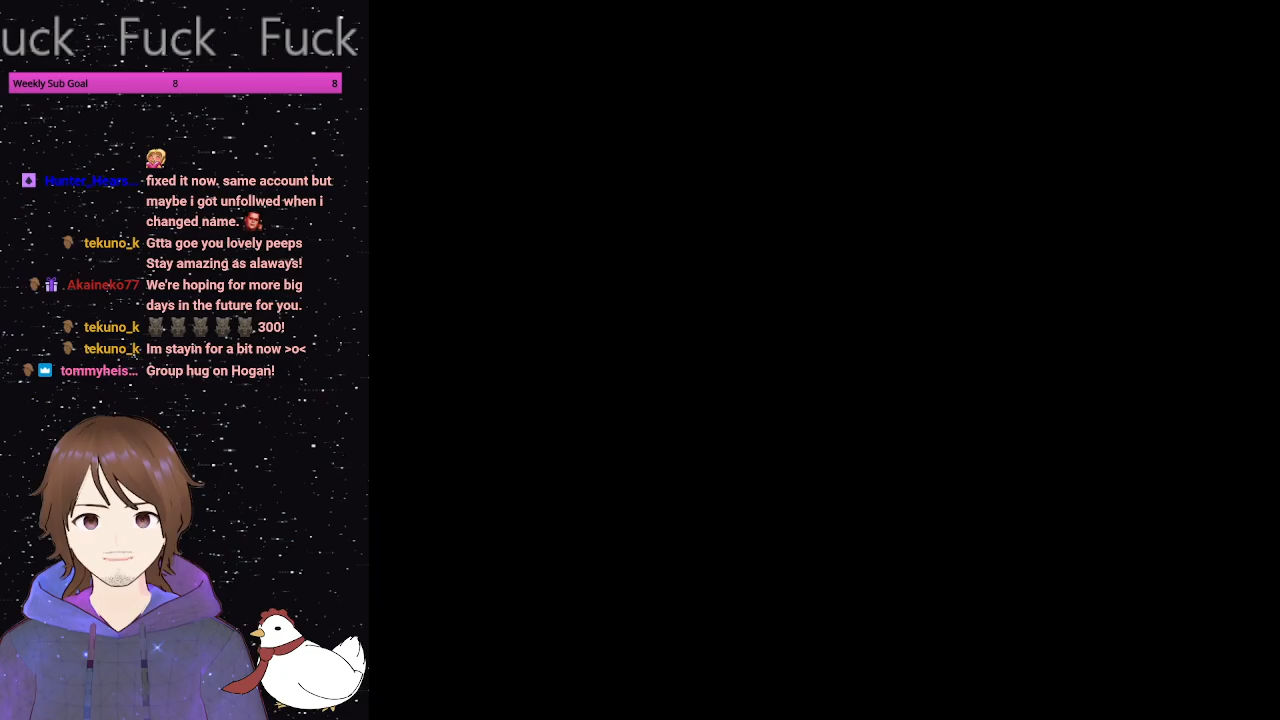 uck Fuck Fuck
Weekly Sub Goal 8 8
Hunter_Hears... fixed it now. same account but
maybe i got unfollwed when i
changed name.
tekuno_k Gtta goe you lovely peeps
Stay amazing as alaways!
Akaineko77 We're hoping for more big
days in the future for you.
tekuno_k 300!
tekuno_k Im stayin for a bit now >o<
tommyheis... Group hug on Hogan!